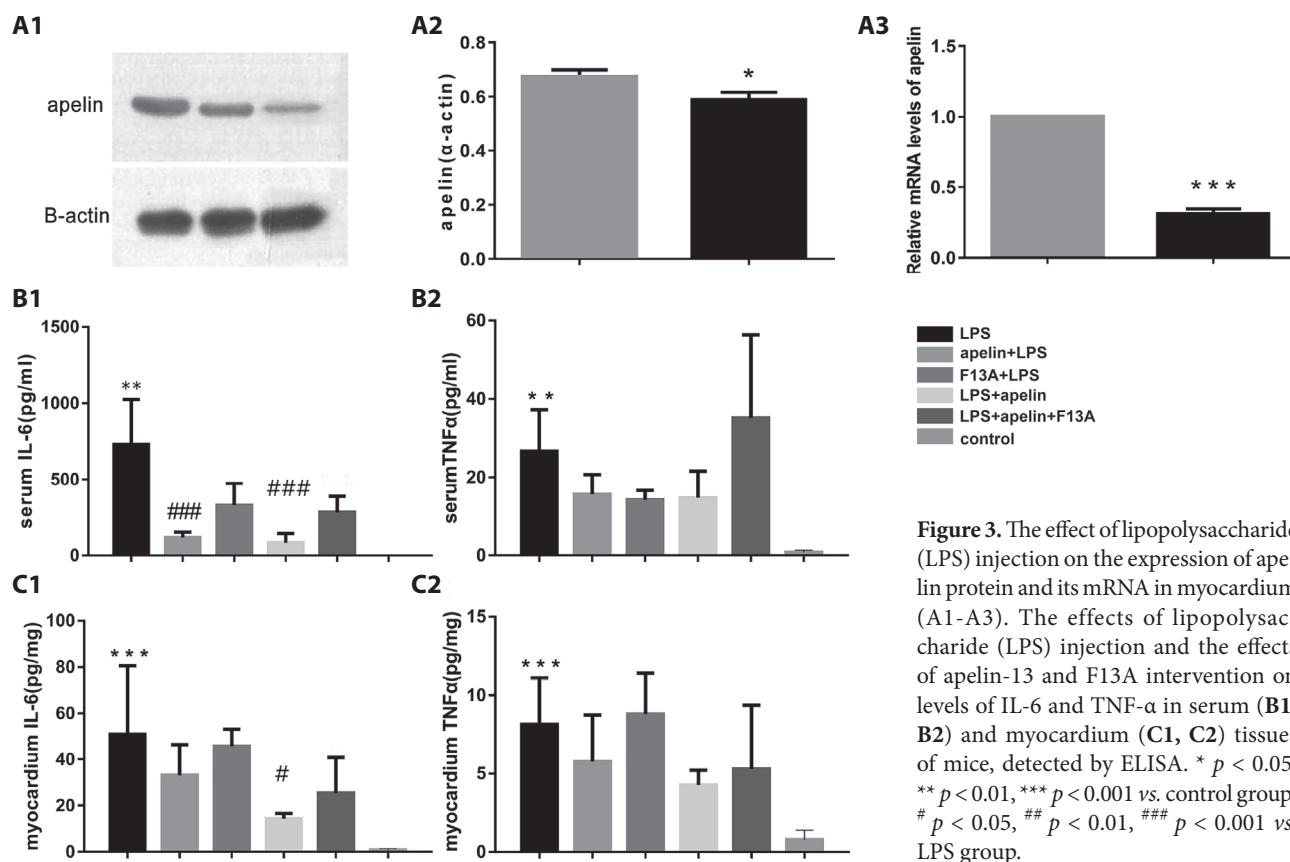 A1
apelin
B-actin
A2
0.8
0.6
0.4
0.2
0.0
apelin(α-actin)
*
A3
1.5
1.0
0.5
0.0
Relative mRNA levels of apelin
***
B1
1500
1000
500
0
serum IL-6(pg/ml)
**
###
###
B2
60
40
20
0
serumTNFα(pg/ml)
**
LPS
apelin+LPS
F13A+LPS
LPS+apelin
LPS+apelin+F13A
control
C1
100
80
60
40
20
0
myocardium IL-6(pg/mg)
***
#
C2
15
10
5
0
myocardium TNFα(pg/mg)
***
Figure 3. The effect of lipopolysaccharide
(LPS) injection on the expression of ape
lin protein and its mRNA in myocardium
(A1-A3). The effects of lipopolysac
charide (LPS) injection and the effects
of apelin-13 and F13A intervention on
levels of IL-6 and TNF-α in serum (B1
B2) and myocardium (C1, C2) tissues
of mice, detected by ELISA. * p < 0.05
** p < 0.01, *** p < 0.001 vs. control group
# p < 0.05, ## p < 0.01, ### p < 0.001 vs
LPS group.